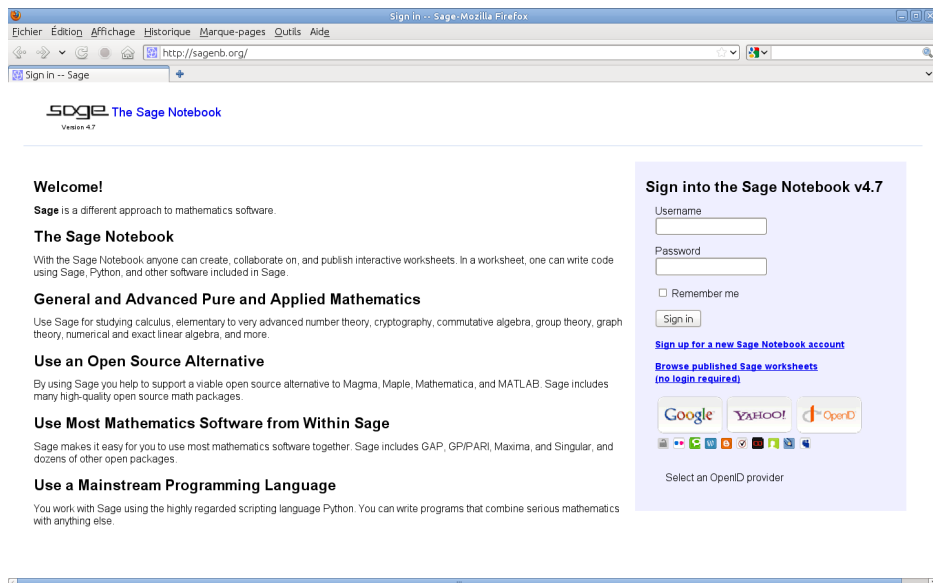 Sign in -- Sage-Mozilla Firefox
Fichier Édition Affichage Historique Marque-pages Outils Aide
http://sagenb.org/
Sign in -- Sage
sage The Sage Notebook
Version 4.7
Welcome!
Sage is a different approach to mathematics software.
The Sage Notebook
With the Sage Notebook anyone can create, collaborate on, and publish interactive worksheets. In a worksheet, one can write code
using Sage, Python, and other software included in Sage.
General and Advanced Pure and Applied Mathematics
Use Sage for studying calculus, elementary to very advanced number theory, cryptography, commutative algebra, group theory, graph
theory, numerical and exact linear algebra, and more.
Use an Open Source Alternative
By using Sage you help to support a viable open source alternative to Magma, Maple, Mathematica, and MATLAB. Sage includes
many high-quality open source math packages.
Use Most Mathematics Software from Within Sage
Sage makes it easy for you to use most mathematics software together. Sage includes GAP, GP/PARI, Maxima, and Singular, and
dozens of other open packages.
Use a Mainstream Programming Language
You work with Sage using the highly regarded scripting language Python. You can write programs that combine serious mathematics
with anything else.
Sign into the Sage Notebook v4.7
Username
Password
Remember me
Sign in
Sign up for a new Sage Notebook account
Browse published Sage worksheets
(no login required)
Google YAHOO! OpenID
Select an OpenID provider